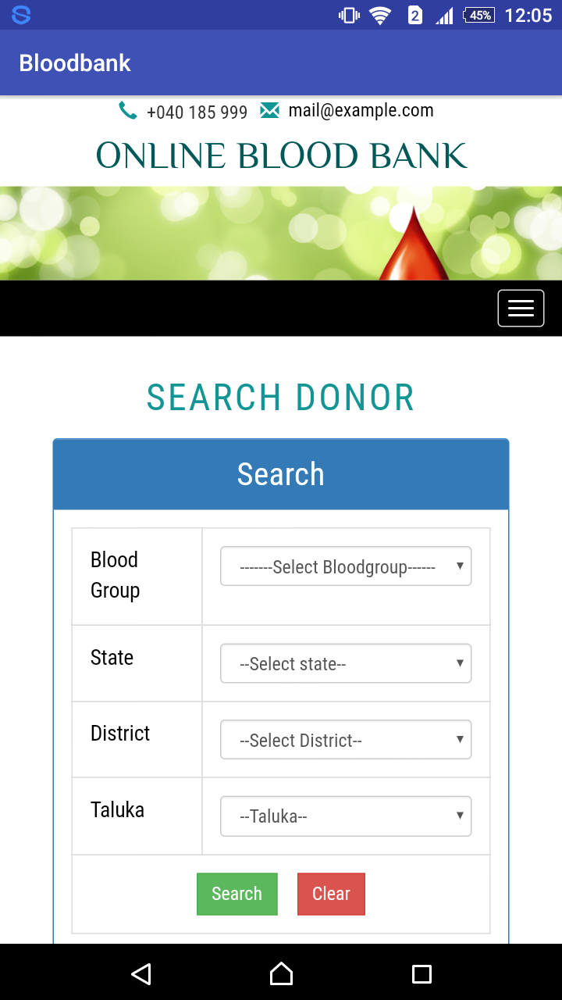 2 45% 12:05
Bloodbank
+040 185 999 mail@example.com
ONLINE BLOOD BANK
SEARCH DONOR
Search
Blood
Group
-------Select Bloodgroup------
State
--Select state--
District
--Select District--
Taluka
--Taluka--
Search Clear